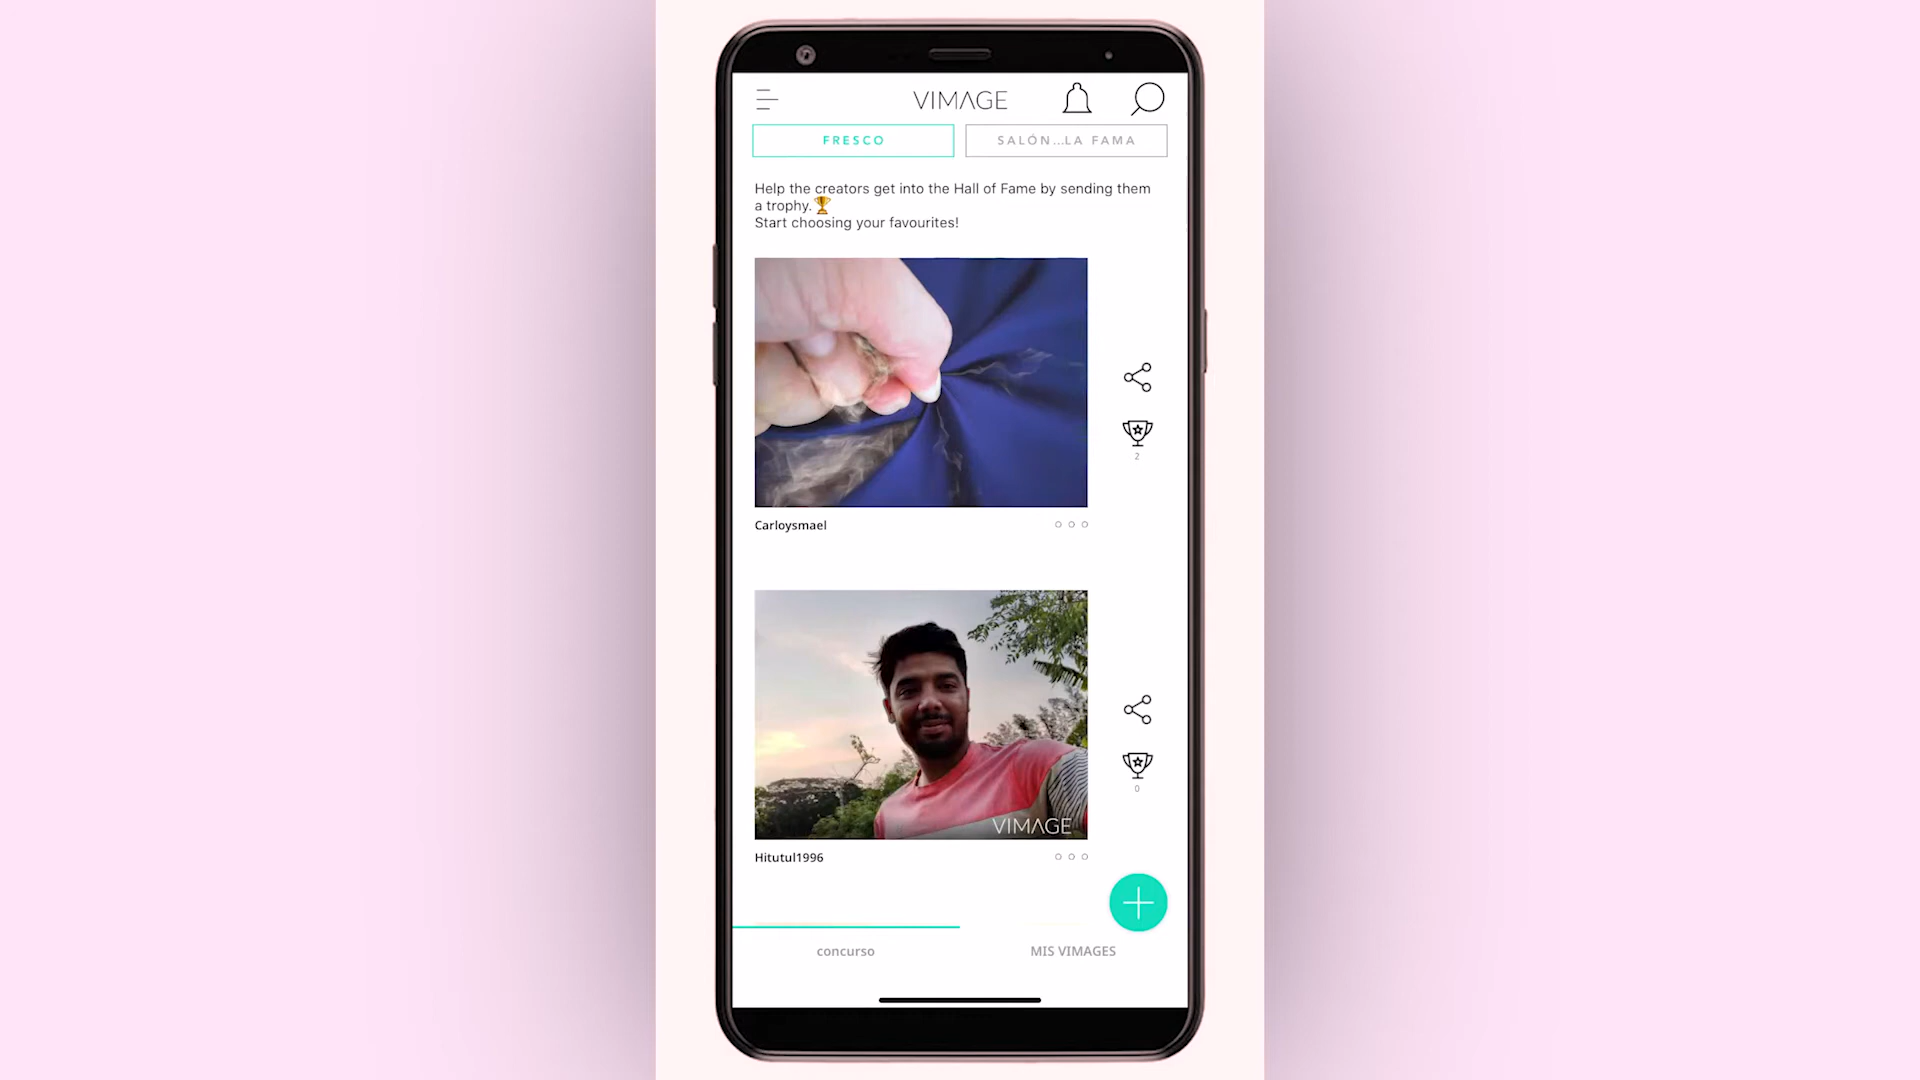 VIMAGE
FRESCO
SALÓN...LA FAMA
Help the creators get into the Hall of Fame by sending them
a trophy.🏆
Start choosing your favourites!
2
Carloysmael
VIMAGE
0
Hitutul1996
concurso
MIS VIMAGES